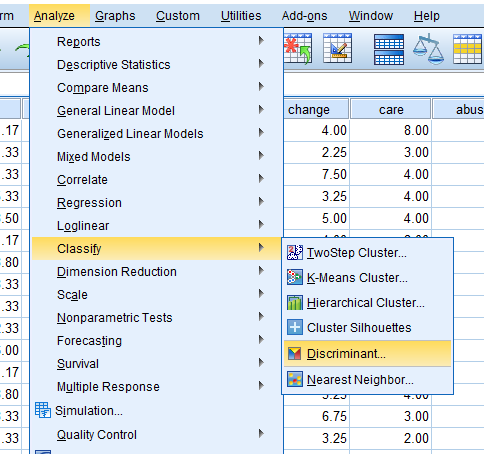 rm Analyze Graphs Custom Utilities Add-ons Window Help
Reports
Descriptive Statistics
Compare Means change care abus
.17 General Linear Model 4.00 8.00
.33 Generalized Linear Models 2.25 3.00
.33 Mixed Models 7.50 4.00
.33 Correlate 3.25 4.00
.50 Regression 5.00 4.00
.17 Loglinear
.80 Classify TwoStep Cluster...
.33 Dimension Reduction K-Means Cluster...
.33 Scale Hierarchical Cluster...
.33 Nonparametric Tests Cluster Silhouettes
.00 Forecasting Discriminant...
.17 Survival Nearest Neighbor...
.80 Multiple Response
.33 Simulation... 6.75 3.00
.33 Quality Control 3.25 2.00